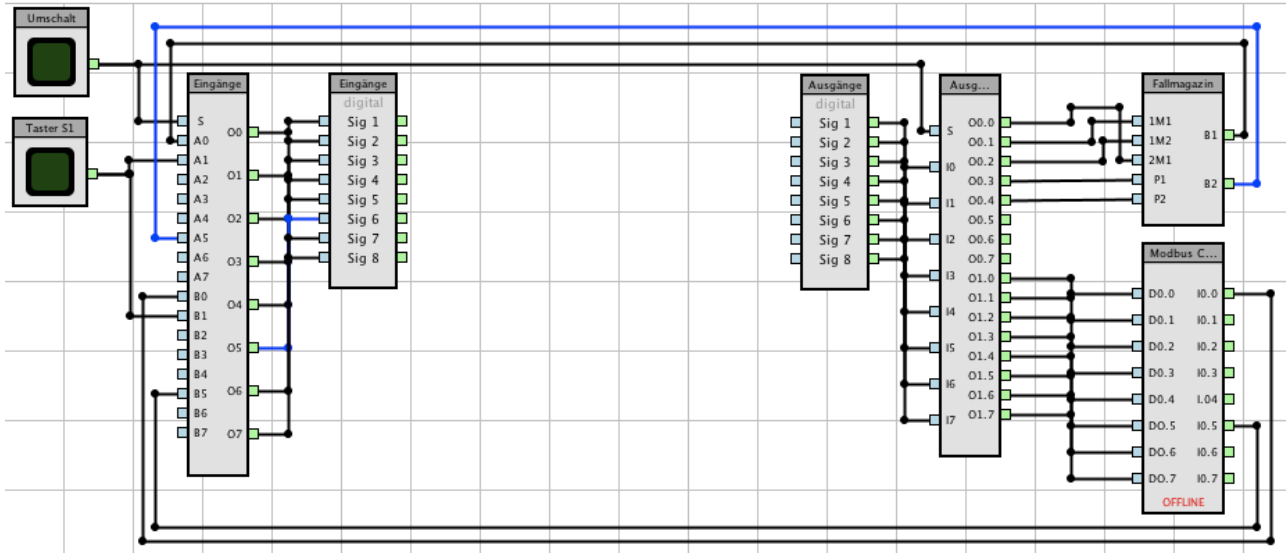 Umschalt
Taster S1
Eingänge
S
A0
A1
A2
A3
A4
A5
A6
A7
B0
B1
B2
B3
B4
B5
B6
B7
O0
O1
O2
O3
O4
O5
O6
O7
Eingänge
digital
Sig 1
Sig 2
Sig 3
Sig 4
Sig 5
Sig 6
Sig 7
Sig 8
Ausgänge
digital
Sig 1
Sig 2
Sig 3
Sig 4
Sig 5
Sig 6
Sig 7
Sig 8
Ausg...
S
I0
I1
I2
I3
I4
I5
I6
I7
O0.0
O0.1
O0.2
O0.3
O0.4
O0.5
O0.6
O0.7
O1.0
O1.1
O1.2
O1.3
O1.4
O1.5
O1.6
O1.7
Fallmagazin
1M1
1M2
2M1
P1
P2
B1
B2
Modbus C...
D0.0 I0.0
D0.1 I0.1
D0.2 I0.2
D0.3 I0.3
D0.4 I.04
DO.5 I0.5
DO.6 I0.6
DO.7 I0.7
OFFLINE